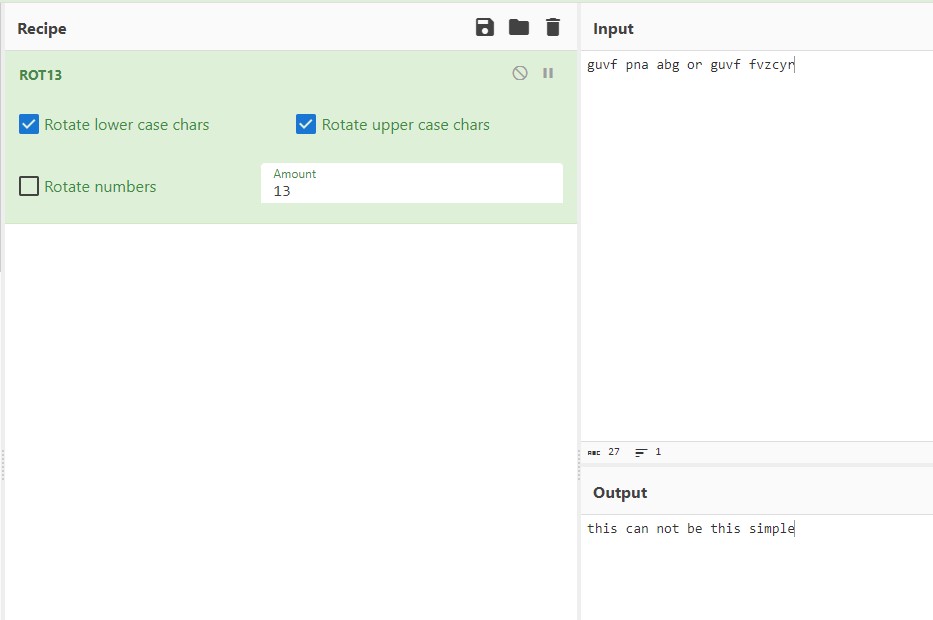 Recipe
ROT13
Rotate lower case chars
Rotate upper case chars
Rotate numbers
Amount
13
Input
guvf pna abg or guvf fvzcyr
ABC 27 1
Output
this can not be this simple